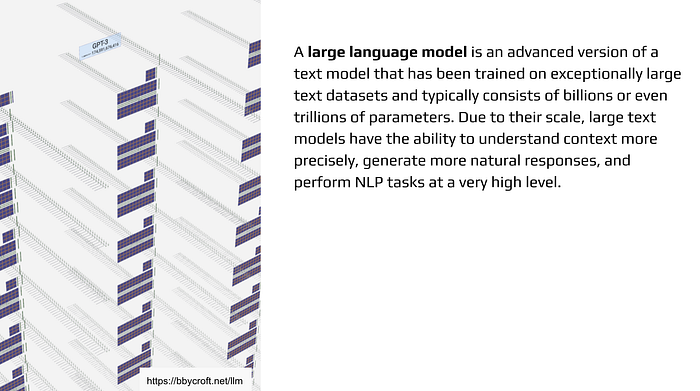 GPT-3
A large language model is an advanced version of a
text model that has been trained on exceptionally large
text datasets and typically consists of billions or even
trillions of parameters. Due to their scale, large text
models have the ability to understand context more
precisely, generate more natural responses, and
perform NLP tasks at a very high level.
https://bbycroft.net/llm